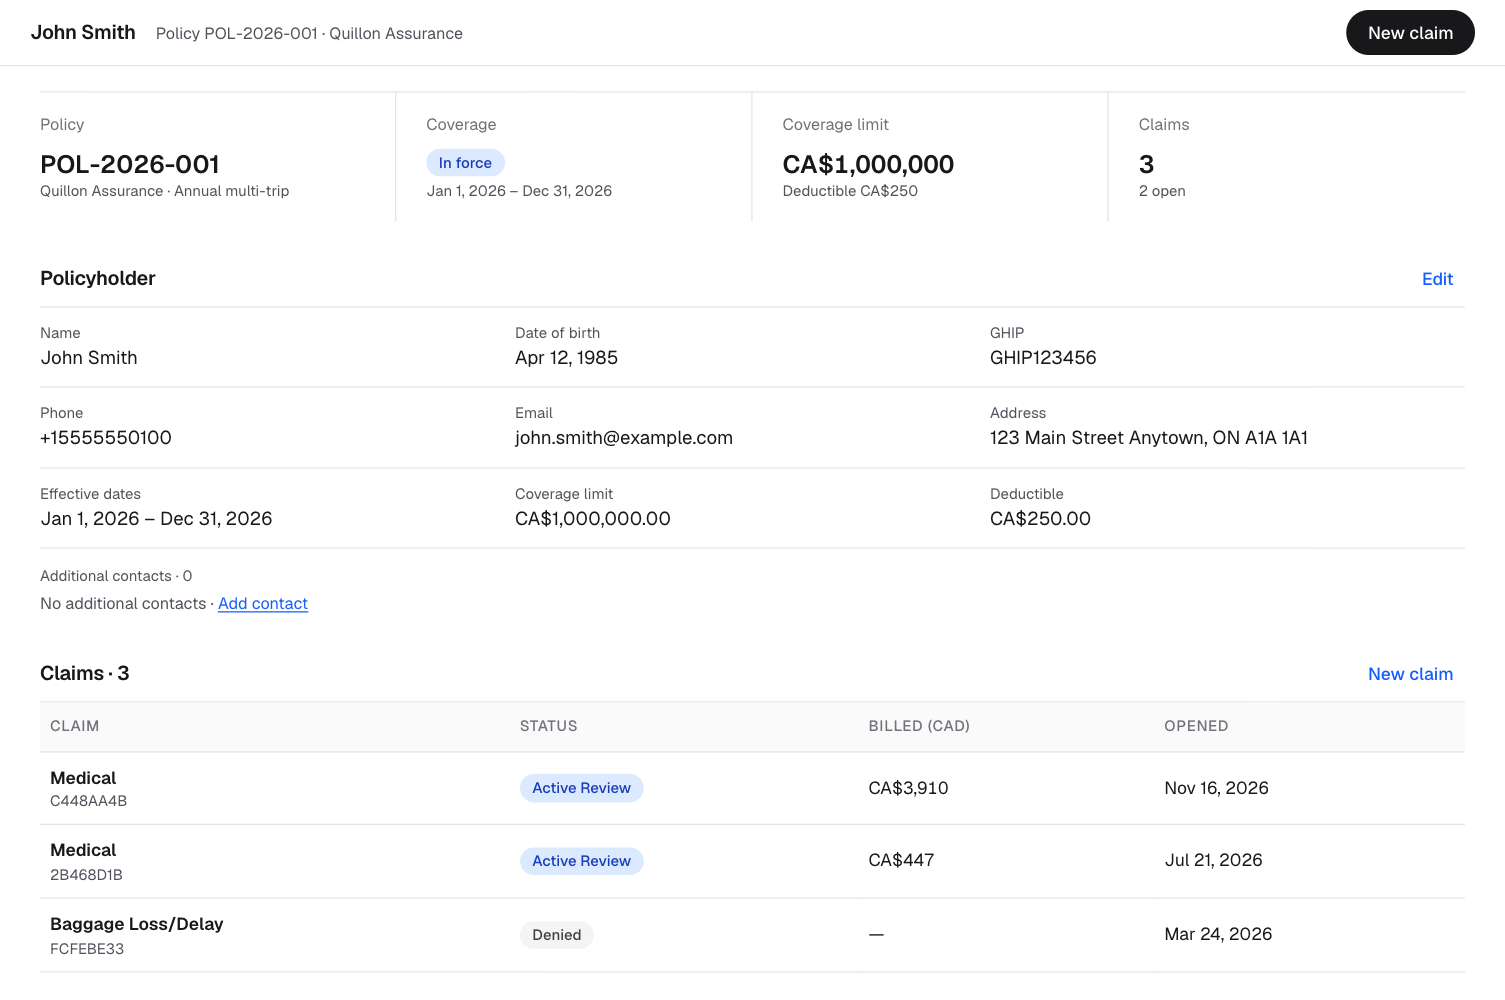 John Smith
Policy POL-2026-001 · Quillon Assurance
New claim
Policy
POL-2026-001
Quillon Assurance · Annual multi-trip
Coverage
In force
Jan 1, 2026 – Dec 31, 2026
Coverage limit
CA$1,000,000
Deductible CA$250
Claims
3
2 open
Policyholder
Edit
Name
John Smith
Date of birth
Apr 12, 1985
GHIP
GHIP123456
Phone
+15555550100
Email
john.smith@example.com
Address
123 Main Street Anytown, ON A1A 1A1
Effective dates
Jan 1, 2026 – Dec 31, 2026
Coverage limit
CA$1,000,000.00
Deductible
CA$250.00
Additional contacts · 0
No additional contacts · Add contact
Claims · 3
New claim
CLAIM STATUS BILLED (CAD) OPENED
Medical
C448AA4B
Active Review
CA$3,910
Nov 16, 2026
Medical
2B468D1B
Active Review
CA$447
Jul 21, 2026
Baggage Loss/Delay
FCFEBE33
Denied
—
Mar 24, 2026